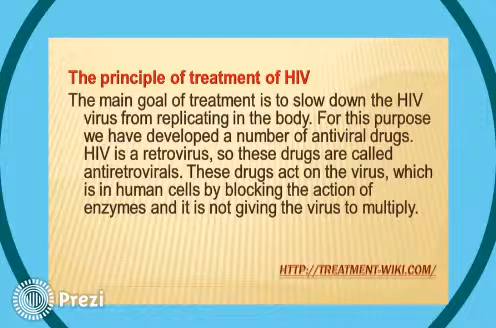 The principle of treatment of HIV
The main goal of treatment is to slow down the HIV
virus from replicating in the body. For this purpose
we have developed a number of antiviral drugs.
HIV is a retrovirus, so these drugs are called
antiretrovirals. These drugs act on the virus, which
is in human cells by blocking the action of
enzymes and it is not giving the virus to multiply.
HTTP://TREATMENT-WIKI.COM/
Prezi